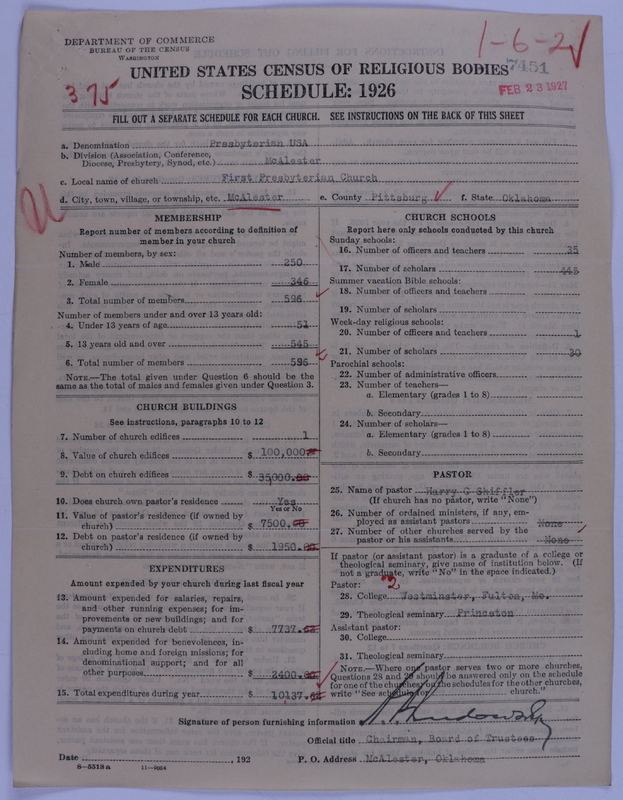 DEPARTMENT OF COMMERCE
BUREAU OF THE CENSUS
WASHINGTON
1-6-2
7451
375
FEB 23 1927
UNITED STATES CENSUS OF RELIGIOUS BODIES
SCHEDULE: 1926
FILL OUT A SEPARATE SCHEDULE FOR EACH CHURCH. SEE INSTRUCTIONS ON THE BACK OF THIS SHEET
a. Denomination Presbyterian USA
b. Division (Association, Conference, Diocese, Presbytery, Synod, etc.) McAlester
c. Local name of church First Presbyterian Church
d. City, town, village, or township, etc. McAlester e. County Pittsburg f. State Oklahoma
MEMBERSHIP
Report number of members according to definition of
member in your church
Number of members, by sex:
1. Male 250
2. Female 346
3. Total number of members 596
Number of members under and over 13 years old:
4. Under 13 years of age 51
5. 13 years old and over 545
6. Total number of members 596
NOTE.—The total given under Question 6 should be the
same as the total of males and females given under Question 3.
CHURCH BUILDINGS
See instructions, paragraphs 10 to 12
7. Number of church edifices 1
8. Value of church edifices $ 100,000
9. Debt on church edifices $ 35000.00
10. Does church own pastor's residence Yes
Yes or No
11. Value of pastor's residence (if owned by
church) $ 7500.00
12. Debt on pastor's residence (if owned by
church) $ 1950.00
EXPENDITURES
Amount expended by your church during last fiscal year
13. Amount expended for salaries, repairs,
and other running expenses; for im-
provements or new buildings; and for
payments on church debt $ 7737.62
14. Amount expended for benevolences, in-
cluding home and foreign missions; for
denominational support; and for all
other purposes $ 2400.00
15. Total expenditures during year $ 10137.62
CHURCH SCHOOLS
Report here only schools conducted by this church
Sunday schools:
16. Number of officers and teachers 35
17. Number of scholars 445
Summer vacation Bible schools:
18. Number of officers and teachers
19. Number of scholars
Week-day religious schools:
20. Number of officers and teachers 1
21. Number of scholars 30
Parochial schools:
22. Number of administrative officers
23. Number of teachers—
a. Elementary (grades 1 to 8)
b. Secondary
24. Number of scholars—
a. Elementary (grades 1 to 8)
b. Secondary
PASTOR
25. Name of pastor Harry C Shiffler
(If church has no pastor, write "None")
26. Number of ordained ministers, if any, em-
ployed as assistant pastors None
27. Number of other churches served by the
pastor or his assistants None
If pastor (or assistant pastor) is a graduate of a college or
theological seminary, give name of institution below. (If
not a graduate, write "No" in the space indicated.)
Pastor: 2
28. College Westminster, Fulton, Mo.
29. Theological seminary Princeton
Assistant pastor:
30. College
31. Theological seminary
NOTE.—Where one pastor serves two or more churches,
Questions 28 and 29 should be answered only on the schedule
for one of the churches; on the schedules for the other churches,
write "See schedule for church."
Signature of person furnishing information
Official title Chairman, Board of Trustees
Date , 192 P. O. Address McAlester, Oklahoma
8—5513a 11—9264